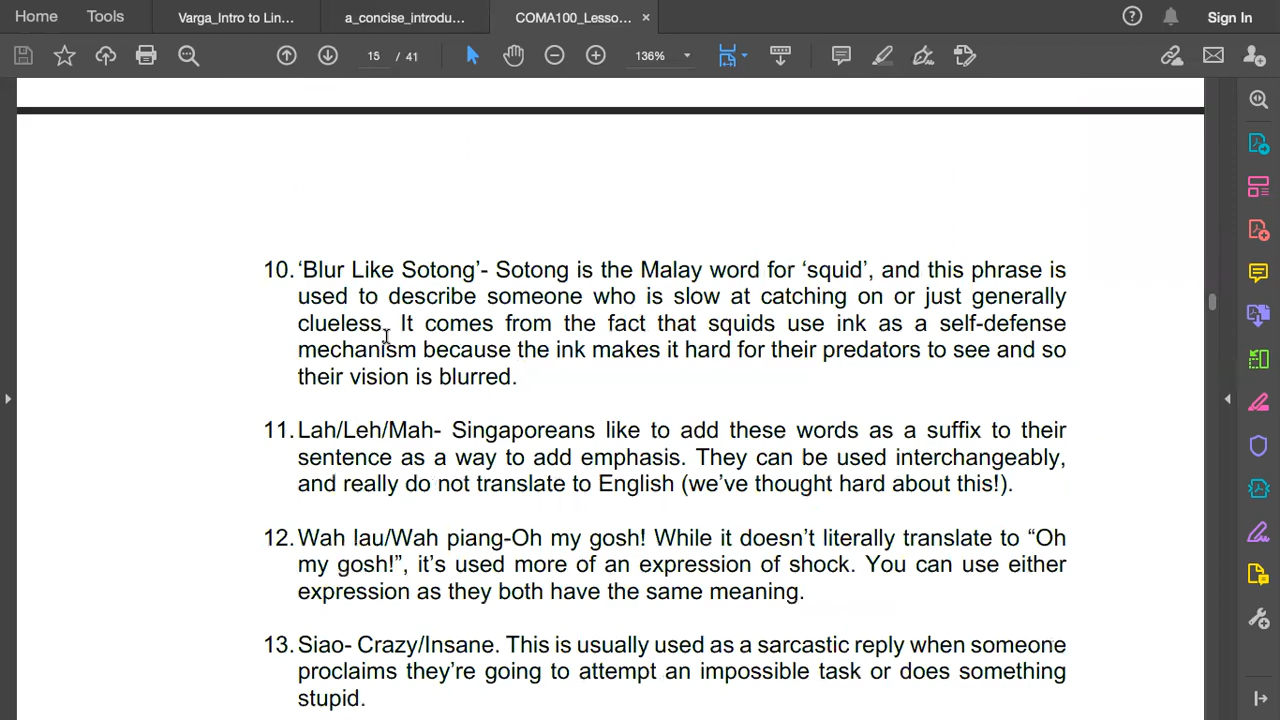 Home Tools Varga_Intro to Lin... a_concise_introdu... COMA100_Lesso... × Sign In
15 / 41 136%
10. ‘Blur Like Sotong’- Sotong is the Malay word for ‘squid’, and this phrase is
used to describe someone who is slow at catching on or just generally
clueless. It comes from the fact that squids use ink as a self-defense
mechanism because the ink makes it hard for their predators to see and so
their vision is blurred.
11. Lah/Leh/Mah- Singaporeans like to add these words as a suffix to their
sentence as a way to add emphasis. They can be used interchangeably,
and really do not translate to English (we’ve thought hard about this!).
12. Wah lau/Wah piang-Oh my gosh! While it doesn’t literally translate to “Oh
my gosh!”, it’s used more of an expression of shock. You can use either
expression as they both have the same meaning.
13. Siao- Crazy/Insane. This is usually used as a sarcastic reply when someone
proclaims they’re going to attempt an impossible task or does something
stupid.